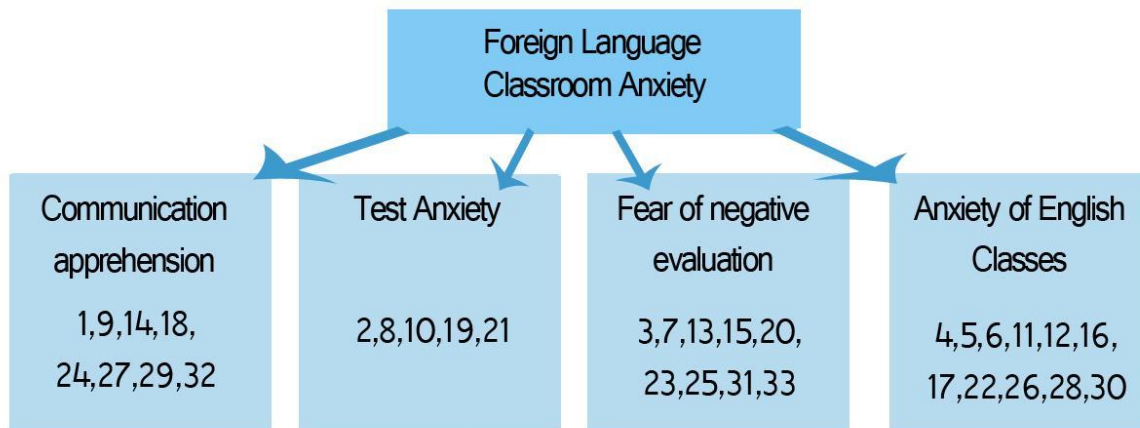 Foreign Language
Classroom Anxiety
Communication
apprehension
1,9,14,18,
24,27,29,32
Test Anxiety
2,8,10,19,21
Fear of negative
evaluation
3,7,13,15,20,
23,25,31,33
Anxiety of English
Classes
4,5,6,11,12,16,
17,22,26,28,30